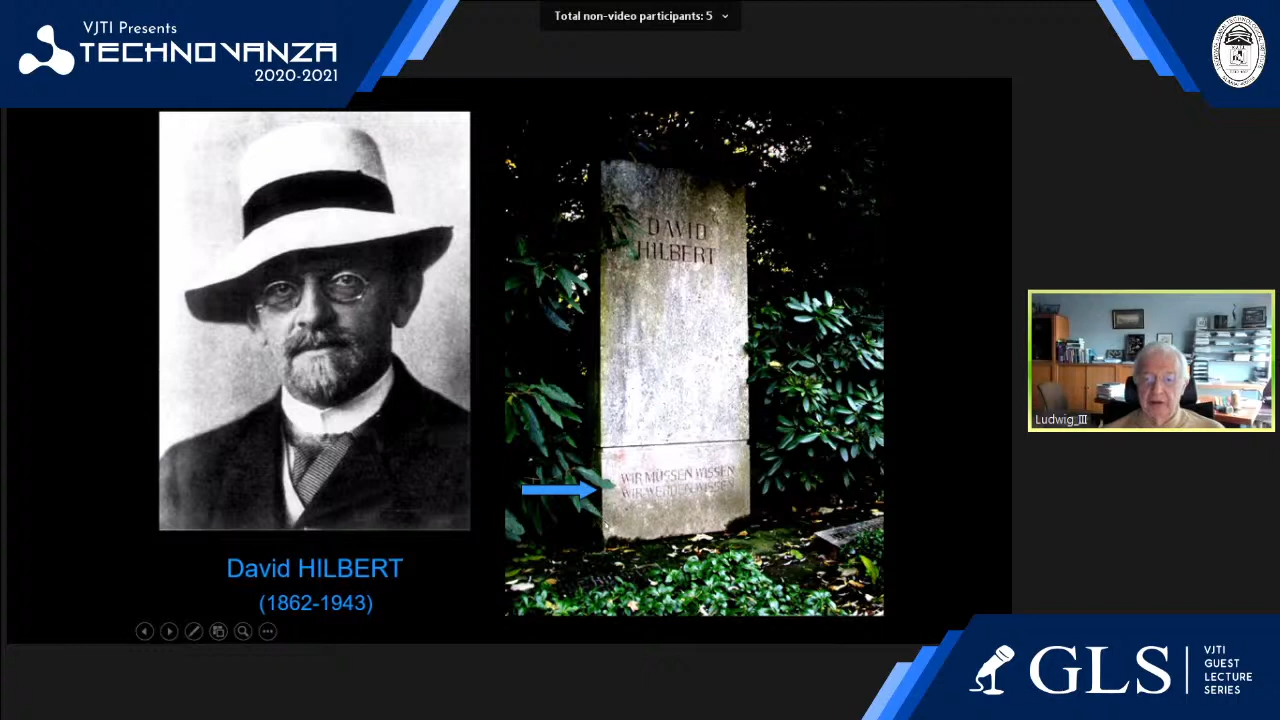 Total non-video participants: 5
VJTI Presents
TECHNOVANZA
2020-2021
DAVID
HILBERT
WIR MÜSSEN WISSEN
WIR WERDEN WISSEN
David HILBERT
(1862-1943)
Ludwig_III
GLS
VJTI
GUEST
LECTURE
SERIES